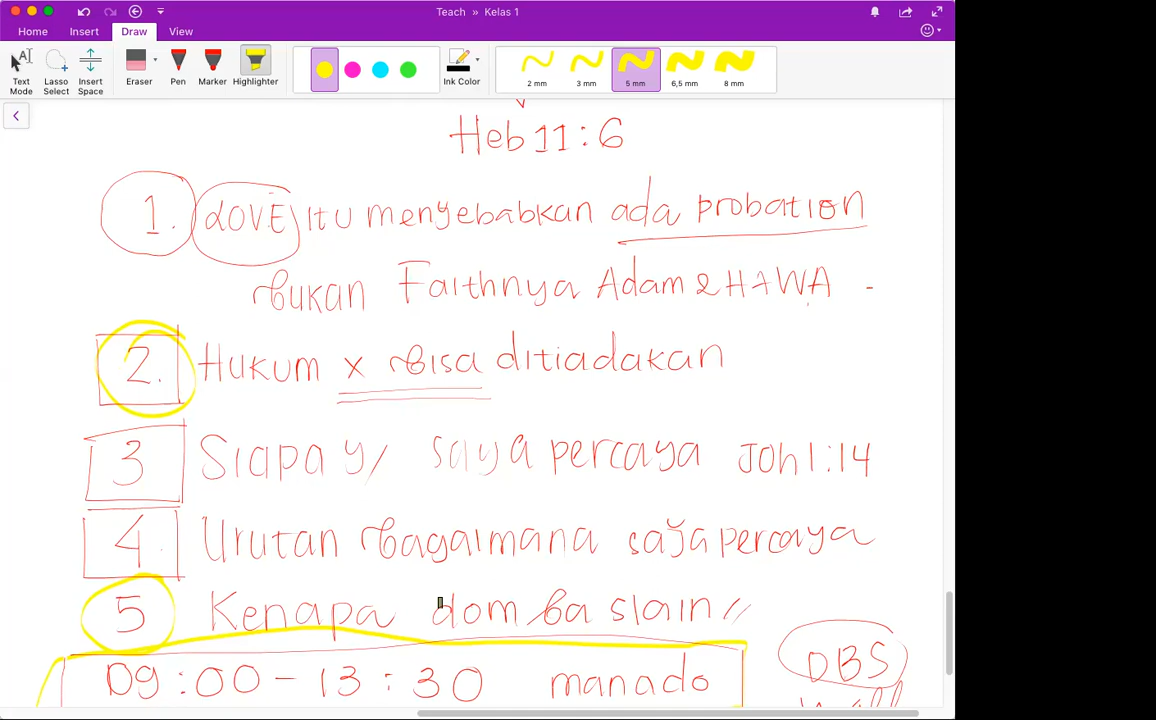 Teach » Kelas 1
Home Insert Draw View
Text Mode
Lasso Select
Insert Space
Eraser
Pen
Marker
Highlighter
Ink Color
2 mm
3 mm
5 mm
6,5 mm
8 mm
Heb 11:6
1. LOVE itu menyebabkan ada probation
bukan Faithnya Adam & HAWA -
2. Hukum x bisa ditiadakan
3 Siapa y/ saya percaya Joh 1:14
4 Urutan bagaimana saja percaya
5 Kenapa domba slain //
09:00 - 13:30 manado
DBS